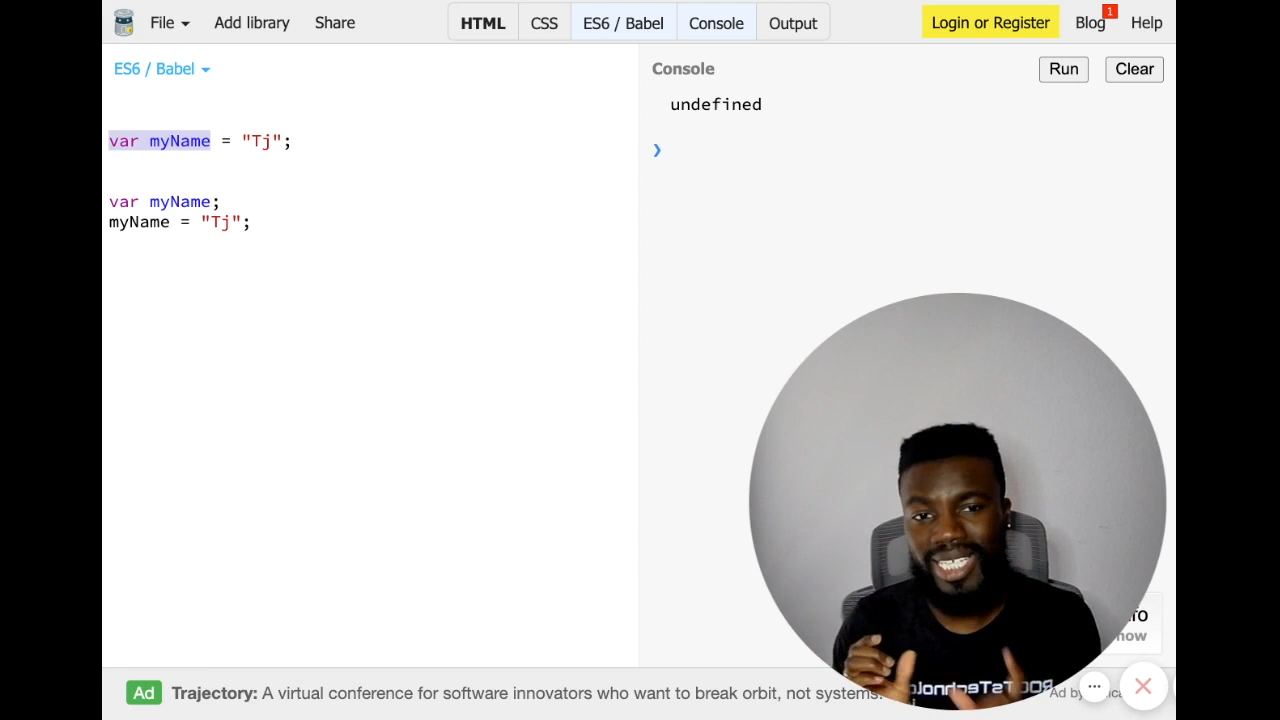 File Add library Share HTML CSS ES6 / Babel Console Output Login or Register Blog 1 Help
ES6 / Babel
Console Run Clear
undefined
❯
var myName = "Tj";
var myName;
myName = "Tj";
Ad Trajectory: A virtual conference for software innovators who want to break orbit, not systems. Ad by